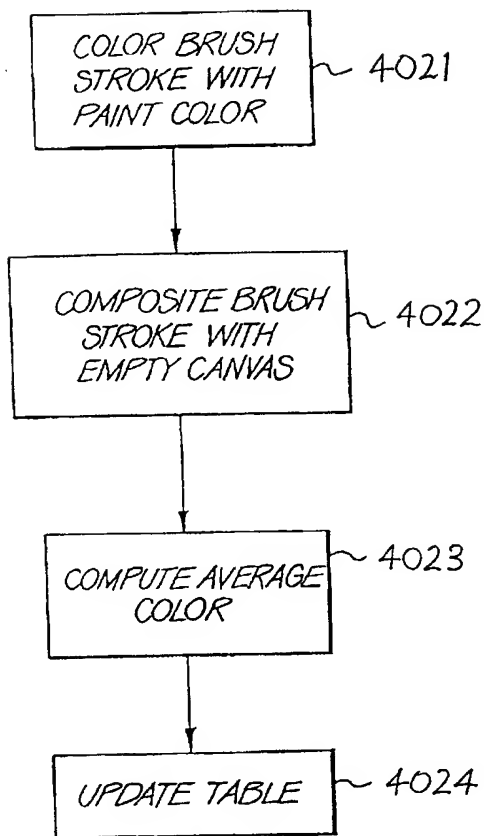 COLOR BRUSH
STROKE WITH
PAINT COLOR
4021
COMPOSITE BRUSH
STROKE WITH
EMPTY CANVAS
4022
COMPUTE AVERAGE
COLOR
4023
UPDATE TABLE
4024